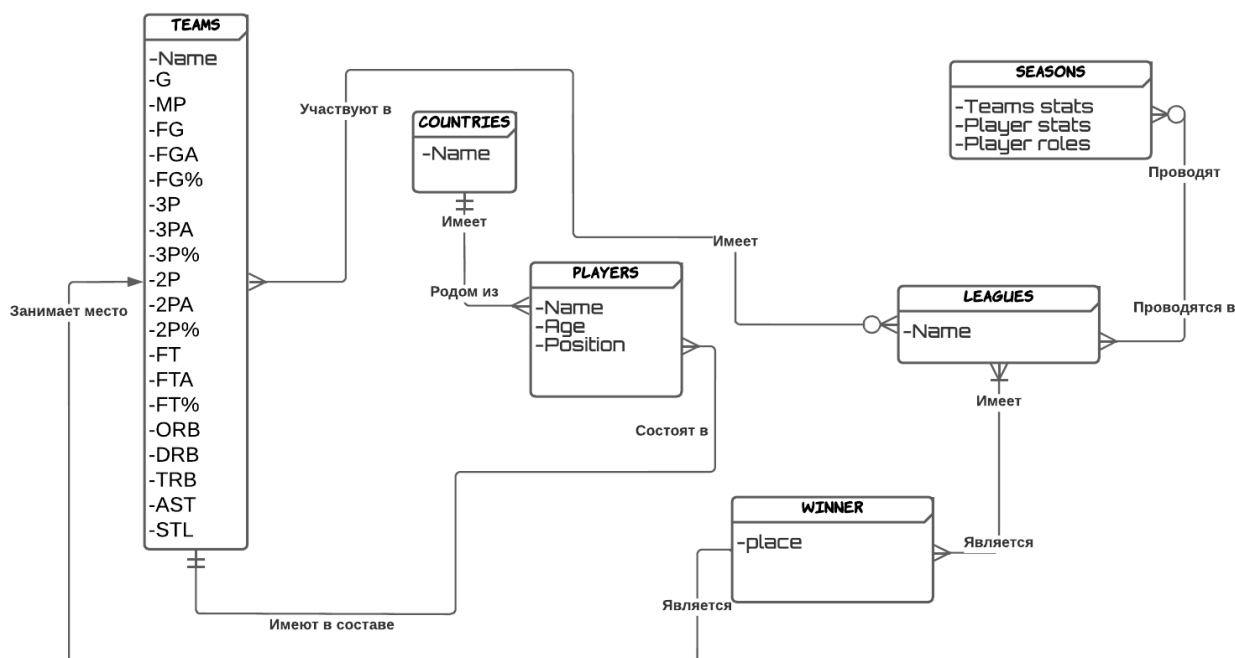 TEAMS
-Name
-G
-MP
-FG
-FGA
-FG%
-3P
-3PA
-3P%
-2P
-2PA
-2P%
-FT
-FTA
-FT%
-ORB
-DRB
-TRB
-AST
-STL
Занимает место
Участвуют в
COUNTRIES
-Name
Имеет
Родом из
PLAYERS
-Name
-Age
-Position
Состоят в
Имеют в составе
Имеет
SEASONS
-Teams stats
-Player stats
-Player roles
Проводят
LEAGUES
-Name
Проводятся в
Имеет
WINNER
-place
Является
Является